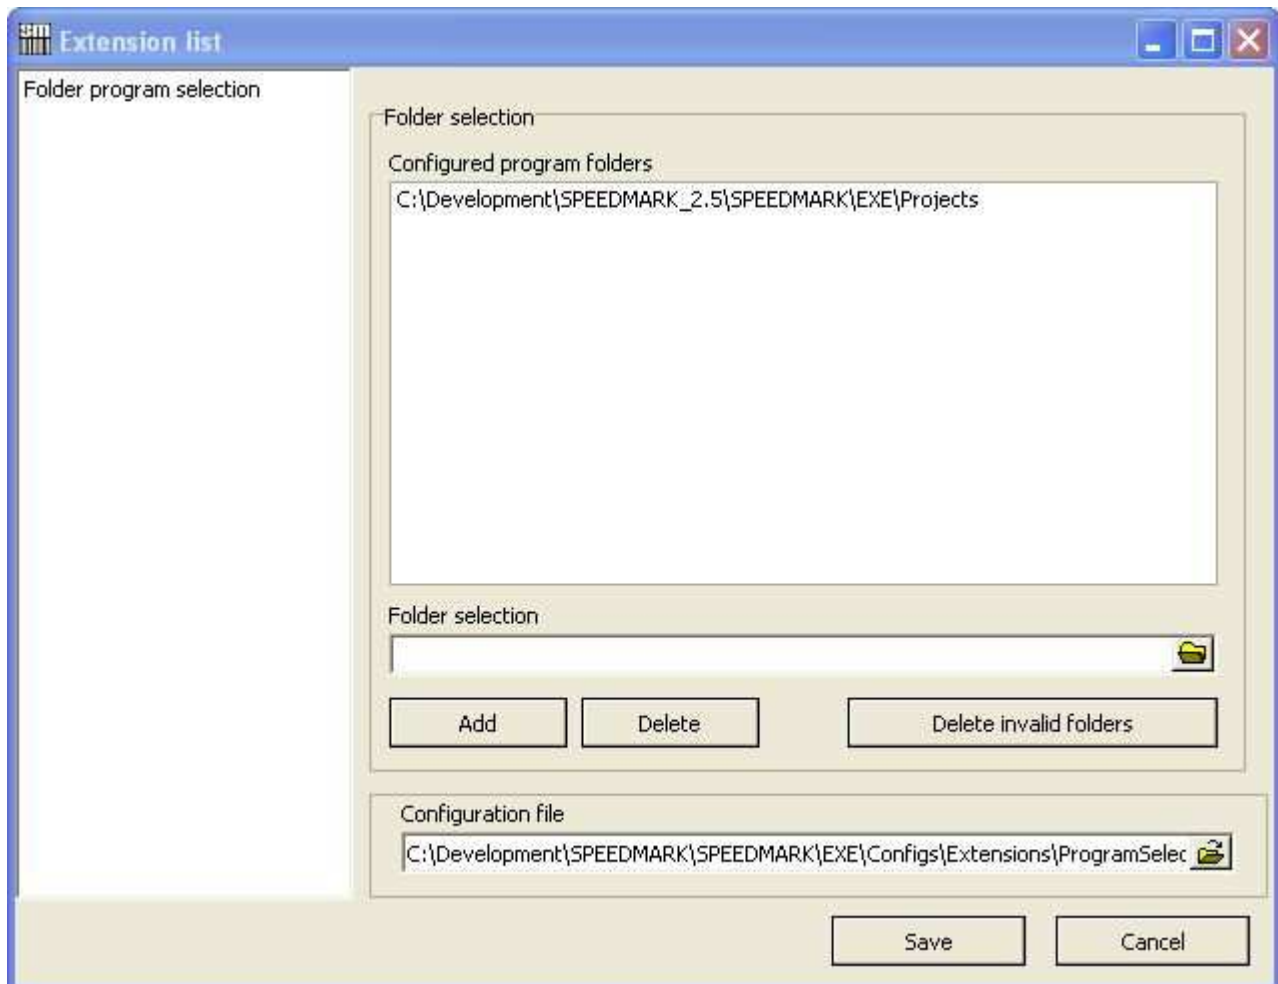 sm
Extension list
Folder program selection
Folder selection
Configured program folders
C:\Development\SPEEDMARK_2.5\SPEEDMARK\EXE\Projects
Folder selection
Add
Delete
Delete invalid folders
Configuration file
C:\Development\SPEEDMARK\SPEEDMARK\EXE\Configs\Extensions\ProgramSelec
Save
Cancel